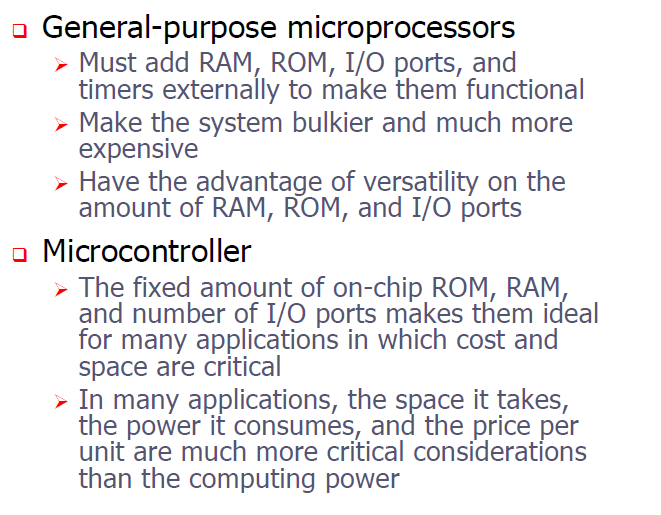 General-purpose microprocessors
Must add RAM, ROM, I/O ports, and
timers externally to make them functional
Make the system bulkier and much more
expensive
Have the advantage of versatility on the
amount of RAM, ROM, and I/O ports
Microcontroller
The fixed amount of on-chip ROM, RAM,
and number of I/O ports makes them ideal
for many applications in which cost and
space are critical
In many applications, the space it takes,
the power it consumes, and the price per
unit are much more critical considerations
than the computing power